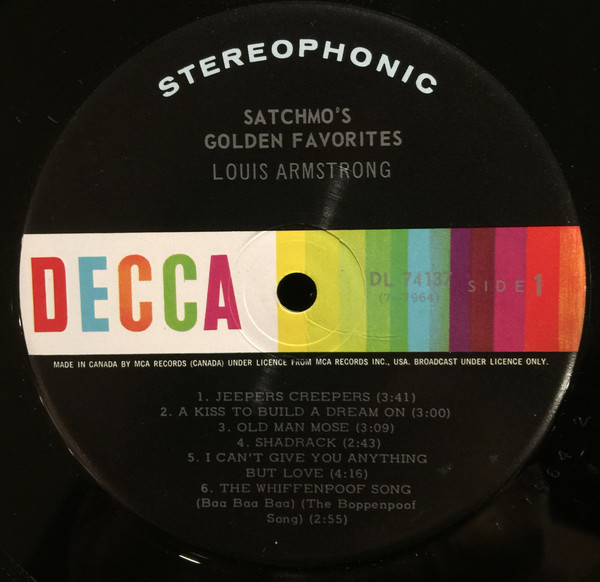 STEREOPHONIC
SATCHMO'S
GOLDEN FAVORITES
LOUIS ARMSTRONG
DECCA
DL 74137
(7-7964)
SIDE 1
MADE IN CANADA BY MCA RECORDS (CANADA) UNDER LICENCE FROM MCA RECORDS INC., USA. BROADCAST UNDER LICENCE ONLY.
1. JEEPERS CREEPERS (3:41)
2. A KISS TO BUILD A DREAM ON (3:00)
3. OLD MAN MOSE (3:09)
4. SHADRACK (2:43)
5. I CAN'T GIVE YOU ANYTHING
BUT LOVE (4:16)
6. THE WHIFFENPOOF SONG
(Baa Baa Baa) (The Boppenpoof
Song) (2:55)